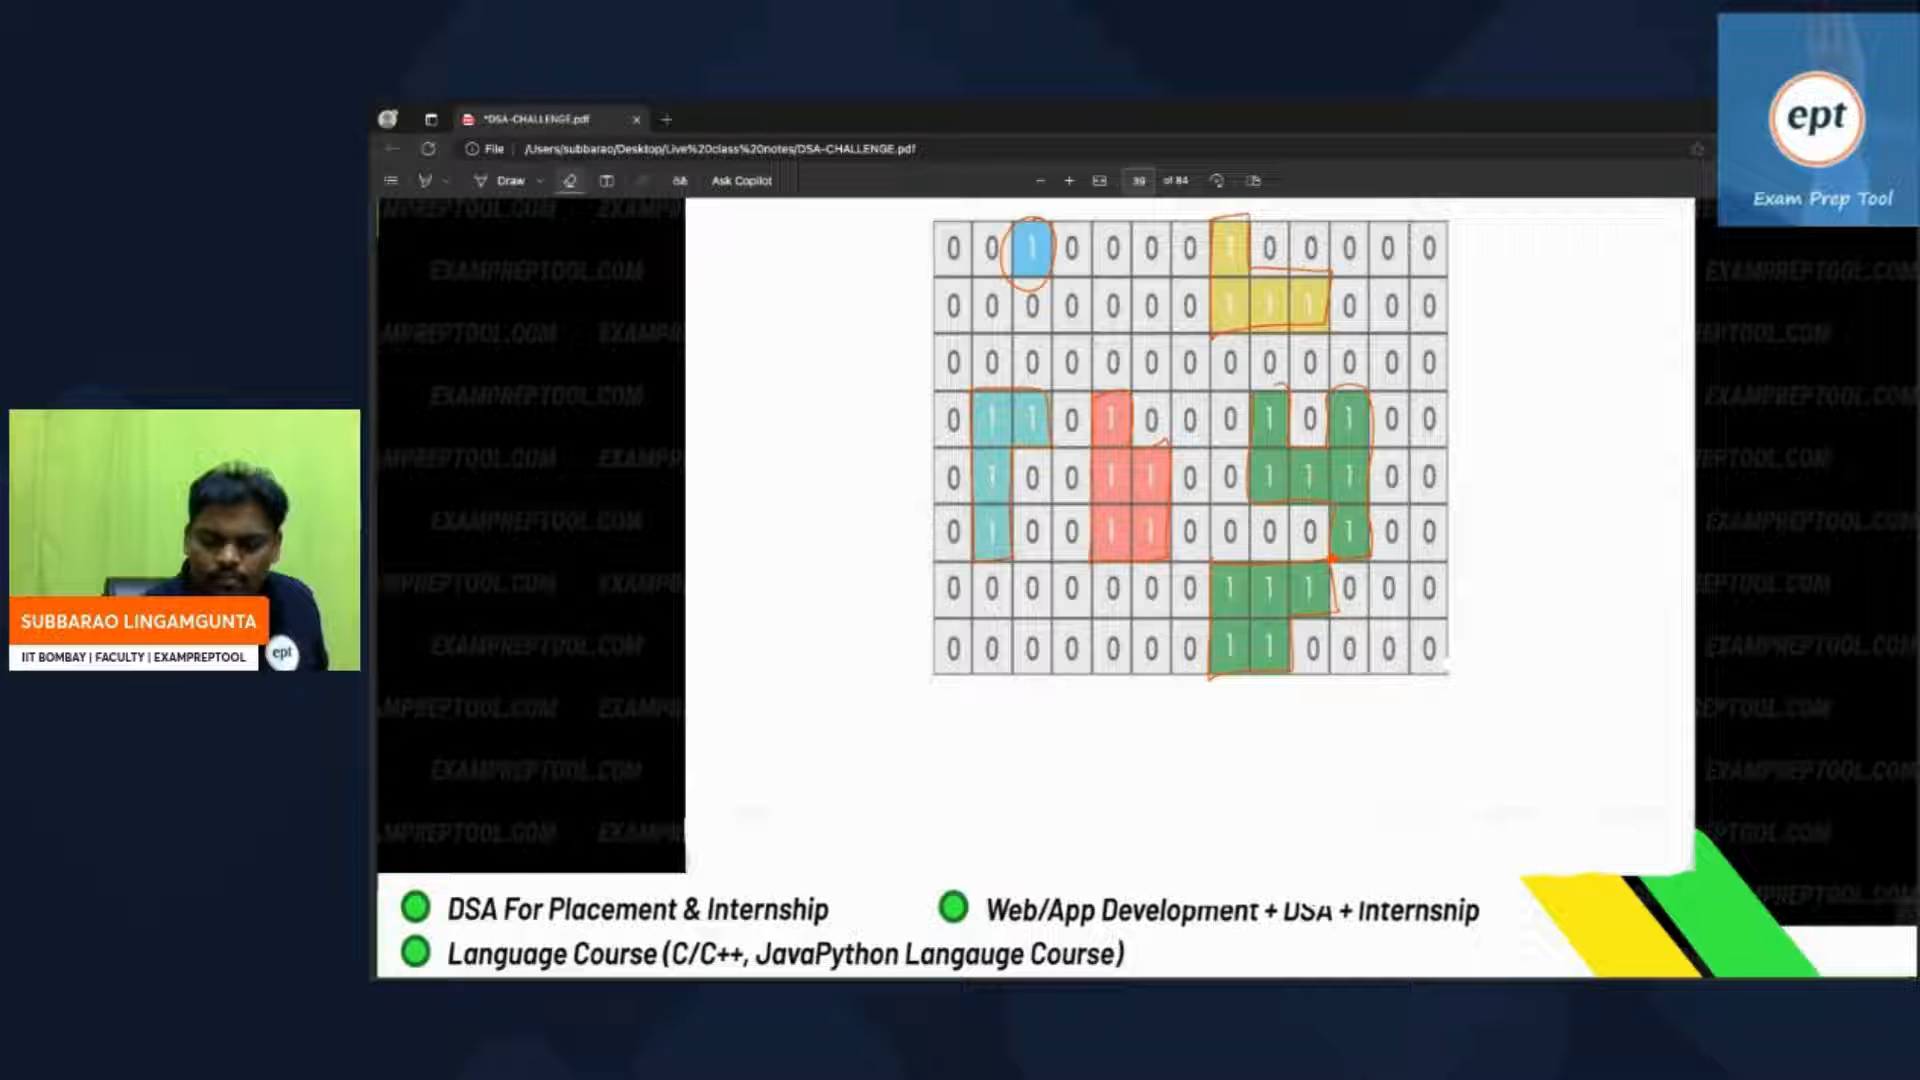 ept
Exam Prep Tool
*DSA-CHALLENGE.pdf
File | /Users/subbarao/Desktop/Live%20class%20notes/DSA-CHALLENGE.pdf
Draw
Ask Copilot
39 of 84
0 0 1 0 0 0 0 1 0 0 0 0 0
0 0 0 0 0 0 0 1 1 1 0 0 0
0 0 0 0 0 0 0 0 0 0 0 0 0
0 1 1 0 1 0 0 0 1 0 1 0 0
0 1 0 0 1 1 0 0 1 1 1 0 0
0 1 0 0 1 1 0 0 0 0 1 0 0
0 0 0 0 0 0 0 1 1 1 0 0 0
0 0 0 0 0 0 0 1 1 0 0 0 0
EXAMPREPTOOL.COM
SUBBARAO LINGAMGUNTA
IIT BOMBAY | FACULTY | EXAMPREPTOOL
ept
DSA For Placement & Internship
Web/App Development + DSA + Internship
Language Course (C/C++, JavaPython Langauge Course)